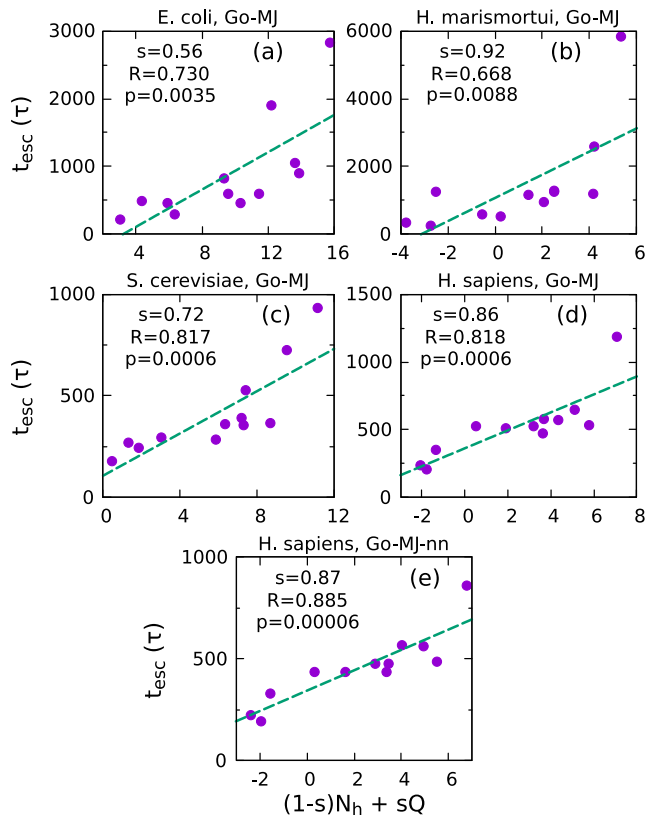 E. coli, Go-MJ
s=0.56
R=0.730
p=0.0035
(a)
t_esc (τ)
3000
2000
1000
0
4
8
12
16
H. marismortui, Go-MJ
s=0.92
R=0.668
p=0.0088
(b)
6000
4000
2000
0
-4
-2
0
2
4
6
S. cerevisiae, Go-MJ
s=0.72
R=0.817
p=0.0006
(c)
t_esc (τ)
1000
500
0
0
4
8
12
H. sapiens, Go-MJ
s=0.86
R=0.818
p=0.0006
(d)
1500
1000
500
0
-2
0
2
4
6
8
H. sapiens, Go-MJ-nn
s=0.87
R=0.885
p=0.00006
(e)
t_esc (τ)
1000
500
0
-2
0
2
4
6
(1-s)N_h + sQ